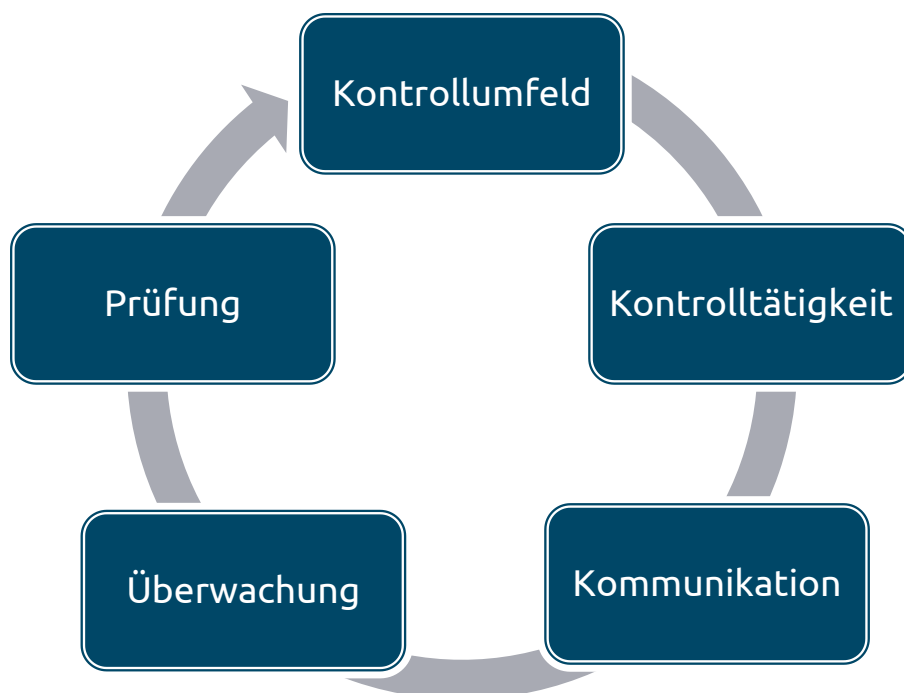 Kontrollumfeld
Kontrolltätigkeit
Kommunikation
Überwachung
Prüfung